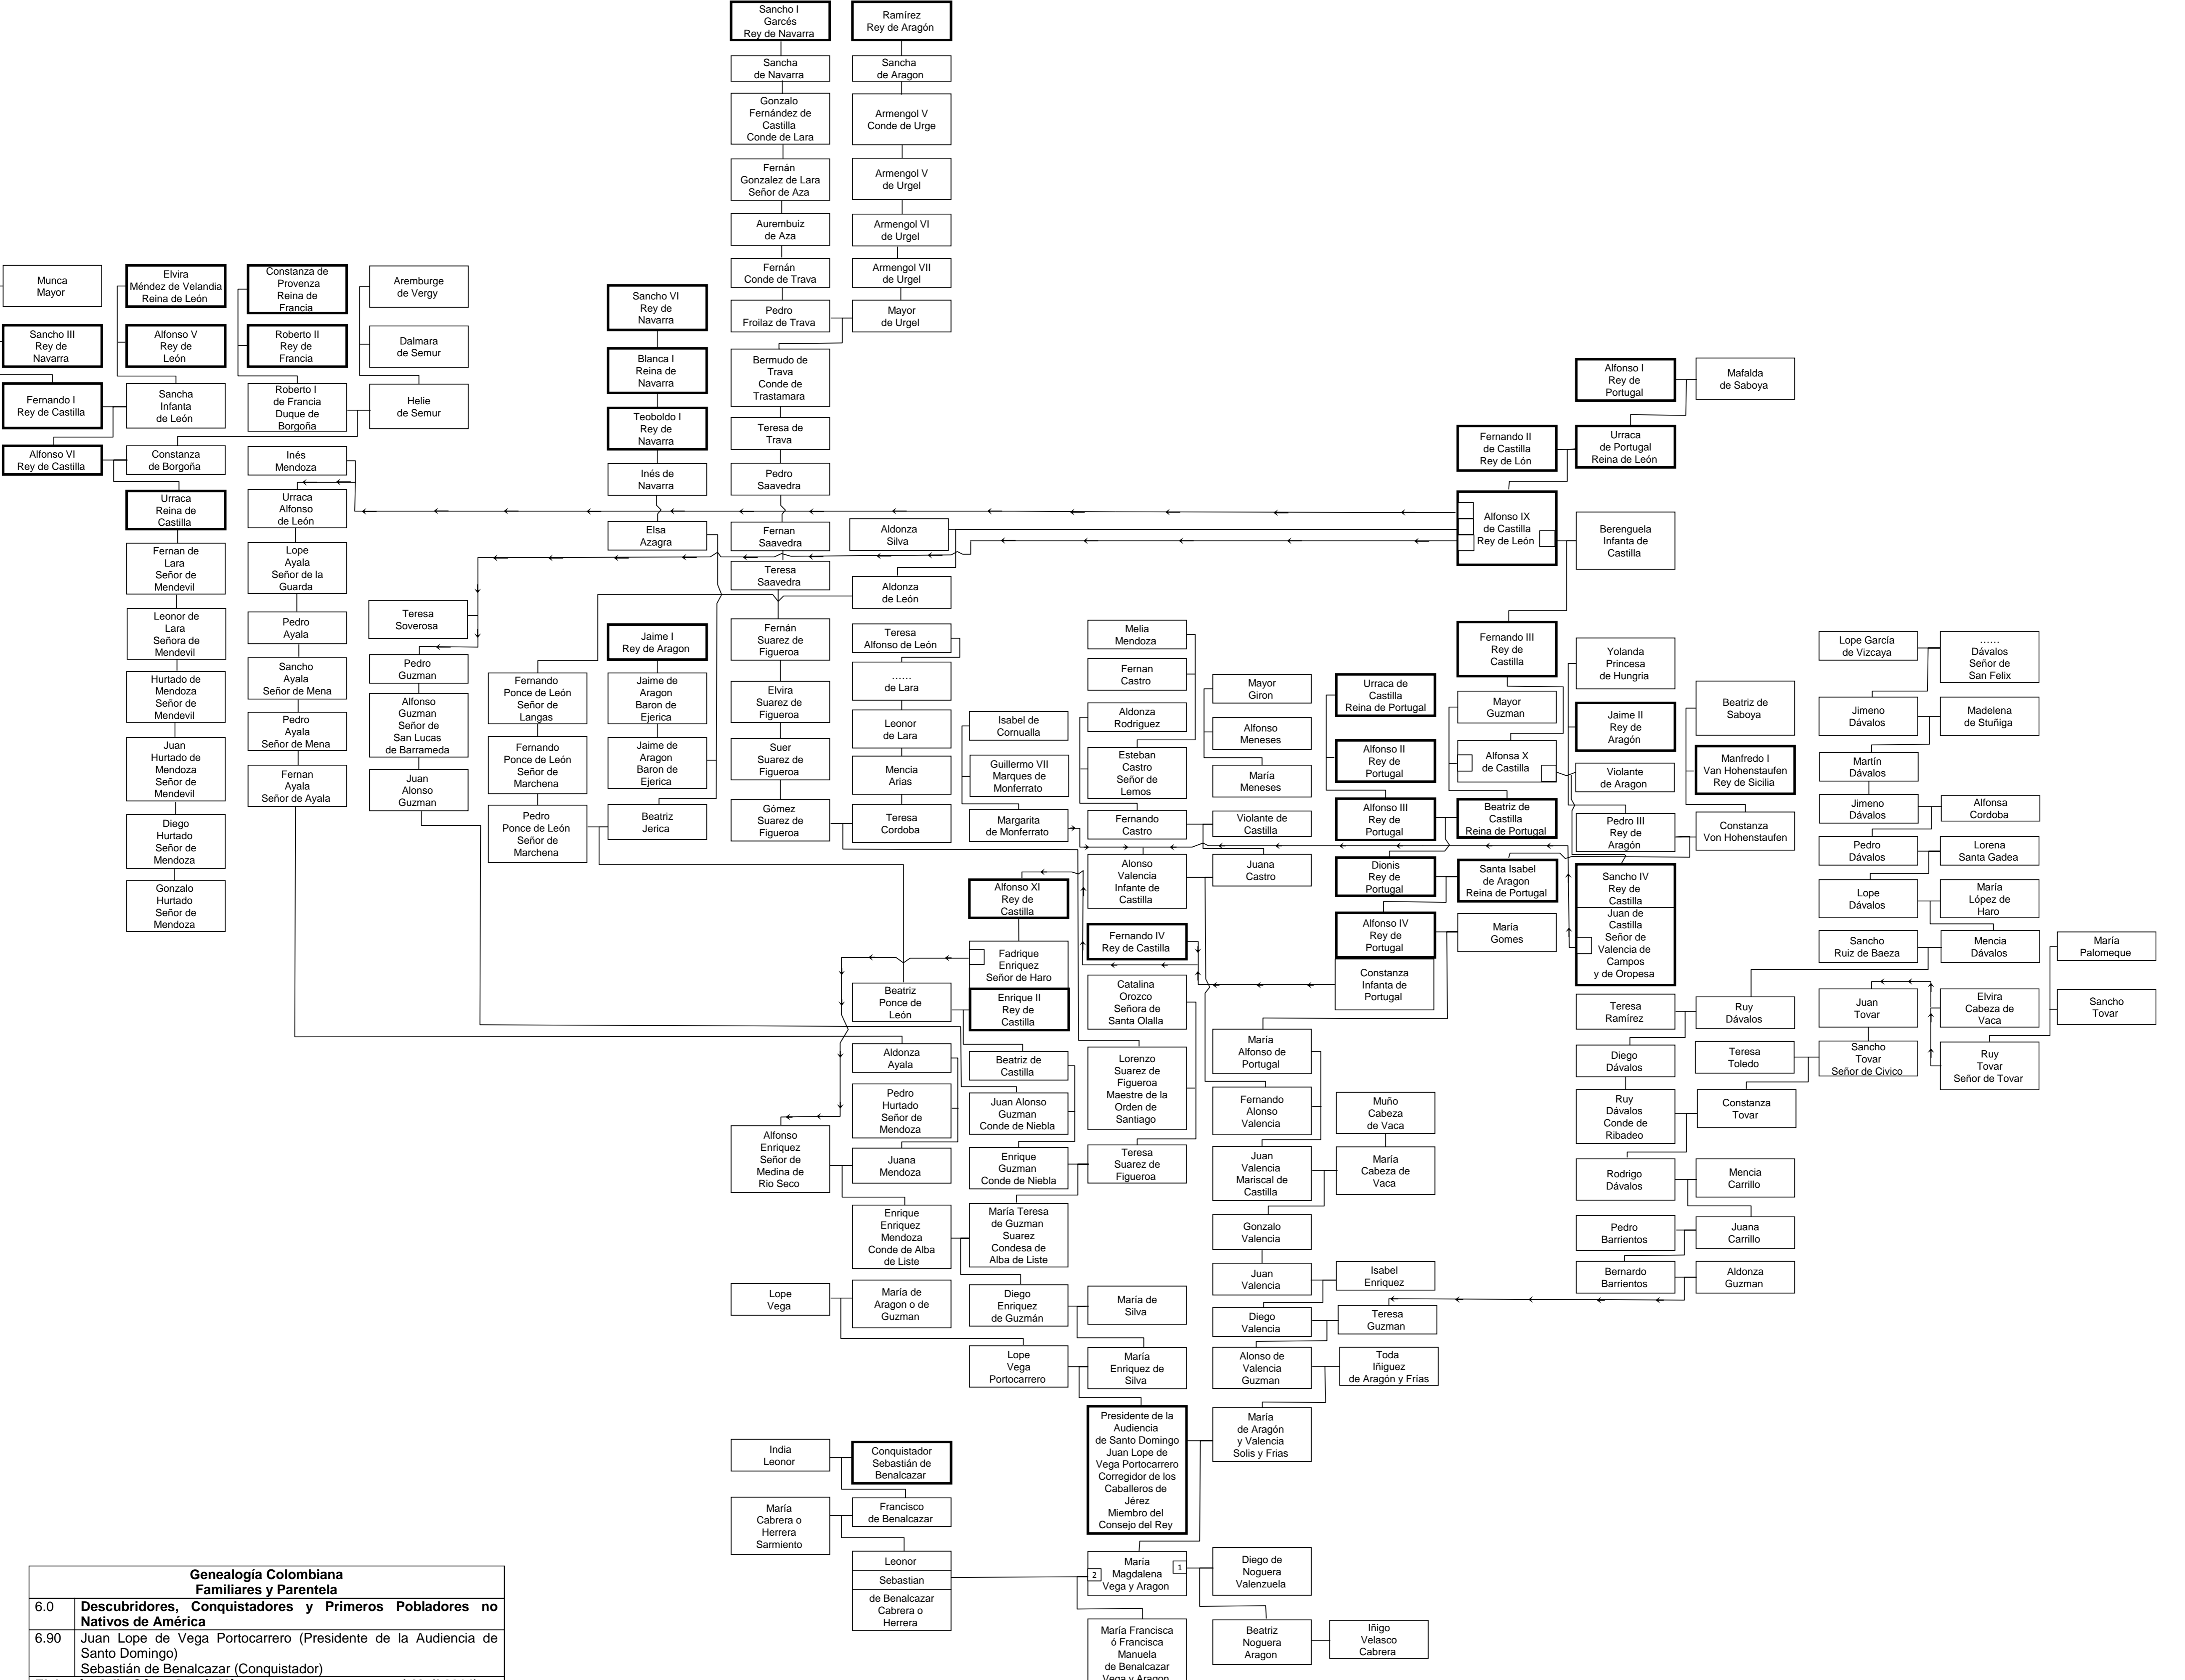 Sancho I
Garcés
Rey de Navarra
Ramírez
Rey de Aragón
Sancha
de Navarra
Sancha
de Aragon
Gonzalo
Fernández de
Castilla
Conde de Lara
Armengol V
Conde de Urge
Fernán
Gonzalez de Lara
Señor de Aza
Armengol V
de Urgel
Aurembuiz
de Aza
Armengol VI
de Urgel
Fernán
Conde de Trava
Armengol VII
de Urgel
Pedro
Froilaz de Trava
Mayor
de Urgel
Bermudo de
Trava
Conde de
Trastamara
Teresa de
Trava
Pedro
Saavedra
Fernan
Saavedra
Teresa
Saavedra
Fernán
Suarez de
Figueroa
Elvira
Suarez de
Figueroa
Suer
Suarez de
Figueroa
Gómez
Suarez de
Figueroa
Munca
Mayor
Elvira
Méndez de Velandia
Reina de León
Constanza de
Provenza
Reina de
Francia
Aremburge
de Vergy
Sancho III
Rey de
Navarra
Alfonso V
Rey de
León
Roberto II
Rey de
Francia
Dalmara
de Semur
Fernando I
Rey de Castilla
Sancha
Infanta
de León
Roberto I
de Francia
Duque de
Borgoña
Helie
de Semur
Alfonso VI
Rey de Castilla
Constanza
de Borgoña
Inés
Mendoza
Urraca
Reina de
Castilla
Urraca
Alfonso
de León
Fernan de
Lara
Señor de
Mendevil
Lope
Ayala
Señor de la
Guarda
Leonor de
Lara
Señora de
Mendevil
Pedro
Ayala
Hurtado de
Mendoza
Señor de
Mendevil
Sancho
Ayala
Señor de Mena
Juan
Hurtado de
Mendoza
Señor de
Mendevil
Pedro
Ayala
Señor de Mena
Fernan
Ayala
Señor de Ayala
Diego
Hurtado
Señor de
Mendoza
Gonzalo
Hurtado
Señor de
Mendoza
Teresa
Soverosa
Pedro
Guzman
Alfonso
Guzman
Señor de
San Lucas
de Barrameda
Juan
Alonso
Guzman
Sancho VI
Rey de
Navarra
Blanca I
Reina de
Navarra
Teoboldo I
Rey de
Navarra
Inés de
Navarra
Elsa
Azagra
Jaime I
Rey de Aragon
Fernando
Ponce de León
Señor de
Langas
Jaime de
Aragon
Baron de
Ejerica
Fernando
Ponce de León
Señor de
Marchena
Jaime de
Aragon
Baron de
Ejerica
Pedro
Ponce de León
Señor de
Marchena
Beatriz
Jerica
Aldonza
Silva
Aldonza
de León
Teresa
Alfonso de León
……
de Lara
Leonor
de Lara
Mencia
Arias
Teresa
Cordoba
Isabel de
Cornualla
Guillermo VII
Marques de
Monferrato
Margarita
de Monferrato
Melia
Mendoza
Fernan
Castro
Aldonza
Rodriguez
Esteban
Castro
Señor de
Lemos
Fernando
Castro
Mayor
Giron
Alfonso
Meneses
María
Meneses
Violante de
Castilla
Alonso
Valencia
Infante de
Castilla
Juana
Castro
Alfonso I
Rey de
Portugal
Mafalda
de Saboya
Fernando II
de Castilla
Rey de Lón
Urraca
de Portugal
Reina de León
Alfonso IX
de Castilla
Rey de León
Berenguela
Infanta de
Castilla
Fernando III
Rey de
Castilla
Yolanda
Princesa
de Hungria
Urraca de
Castilla
Reina de Portugal
Mayor
Guzman
Jaime II
Rey de
Aragón
Beatriz de
Saboya
Alfonso II
Rey de
Portugal
Alfonsa X
de Castilla
Violante
de Aragon
Manfredo I
Van Hohenstaufen
Rey de Sicilia
Alfonso III
Rey de
Portugal
Beatriz de
Castilla
Reina de Portugal
Pedro III
Rey de
Aragón
Constanza
Von Hohenstaufen
Dionis
Rey de
Portugal
Santa Isabel
de Aragon
Reina de Portugal
Sancho IV
Rey de
Castilla
Juan de
Castilla
Señor de
Valencia de
Campos
y de Oropesa
Alfonso IV
Rey de
Portugal
María
Gomes
Constanza
Infanta de
Portugal
Lope García
de Vizcaya
……
Dávalos
Señor de
San Felix
Jimeno
Dávalos
Madelena
de Stuñiga
Martín
Dávalos
Jimeno
Dávalos
Alfonsa
Cordoba
Pedro
Dávalos
Lorena
Santa Gadea
Lope
Dávalos
María
López de
Haro
Sancho
Ruiz de Baeza
Mencia
Dávalos
María
Palomeque
Teresa
Ramírez
Ruy
Dávalos
Juan
Tovar
Elvira
Cabeza de
Vaca
Sancho
Tovar
Diego
Dávalos
Teresa
Toledo
Sancho
Tovar
Señor de Civico
Ruy
Tovar
Señor de Tovar
Ruy
Dávalos
Conde de
Ribadeo
Constanza
Tovar
Rodrigo
Dávalos
Mencia
Carrillo
Pedro
Barrientos
Juana
Carrillo
Bernardo
Barrientos
Aldonza
Guzman
Alfonso XI
Rey de
Castilla
Fernando IV
Rey de Castilla
Fadrique
Enriquez
Señor de Haro
Beatriz
Ponce de
León
Enrique II
Rey de
Castilla
Catalina
Orozco
Señora de
Santa Olalla
Aldonza
Ayala
Beatriz de
Castilla
Lorenzo
Suarez de
Figueroa
Maestre de la
Orden de
Santiago
María
Alfonso de
Portugal
Pedro
Hurtado
Señor de
Mendoza
Juan Alonso
Guzman
Conde de Niebla
Fernando
Alonso
Valencia
Muño
Cabeza
de Vaca
Alfonso
Enriquez
Señor de
Medina de
Rio Seco
Juana
Mendoza
Enrique
Guzman
Conde de Niebla
Teresa
Suarez de
Figueroa
Juan
Valencia
Mariscal de
Castilla
María
Cabeza de
Vaca
Enrique
Enriquez
Mendoza
Conde de Alba
de Liste
María Teresa
de Guzman
Suarez
Condesa de
Alba de Liste
Gonzalo
Valencia
Juan
Valencia
Isabel
Enriquez
Lope
Vega
María de
Aragon o de
Guzman
Diego
Enriquez
de Guzmán
María de
Silva
Diego
Valencia
Teresa
Guzman
Lope
Vega
Portocarrero
María
Enriquez de
Silva
Alonso de
Valencia
Guzman
Toda
Iñiguez
de Aragón y Frías
Presidente de la
Audiencia
de Santo Domingo
Juan Lope de
Vega Portocarrero
Corregidor de los
Caballeros de
Jérez
Miembro del
Consejo del Rey
María
de Aragón
y Valencia
Solis y Frias
India
Leonor
Conquistador
Sebastián de
Benalcazar
María
Cabrera o
Herrera
Sarmiento
Francisco
de Benalcazar
Leonor
Sebastian
de Benalcazar
Cabrera o
Herrera
2
María
Magdalena
Vega y Aragon
1
Diego de
Noguera
Valenzuela
María Francisca
ó Francisca
Manuela
de Benalcazar
Vega y Aragon
Beatriz
Noguera
Aragon
Iñigo
Velasco
Cabrera
Genealogía Colombiana
Familiares y Parentela
6.0 Descubridores, Conquistadores y Primeros Pobladores no
Nativos de América
6.90 Juan Lope de Vega Portocarrero (Presidente de la Audiencia de
Santo Domingo)
Sebastián de Benalcazar (Conquistador)